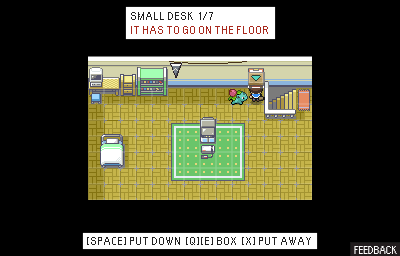 SMALL DESK 1/7
IT HAS TO GO ON THE FLOOR
[SPACE] PUT DOWN [Q][E] BOX [X] PUT AWAY
FEEDBACK